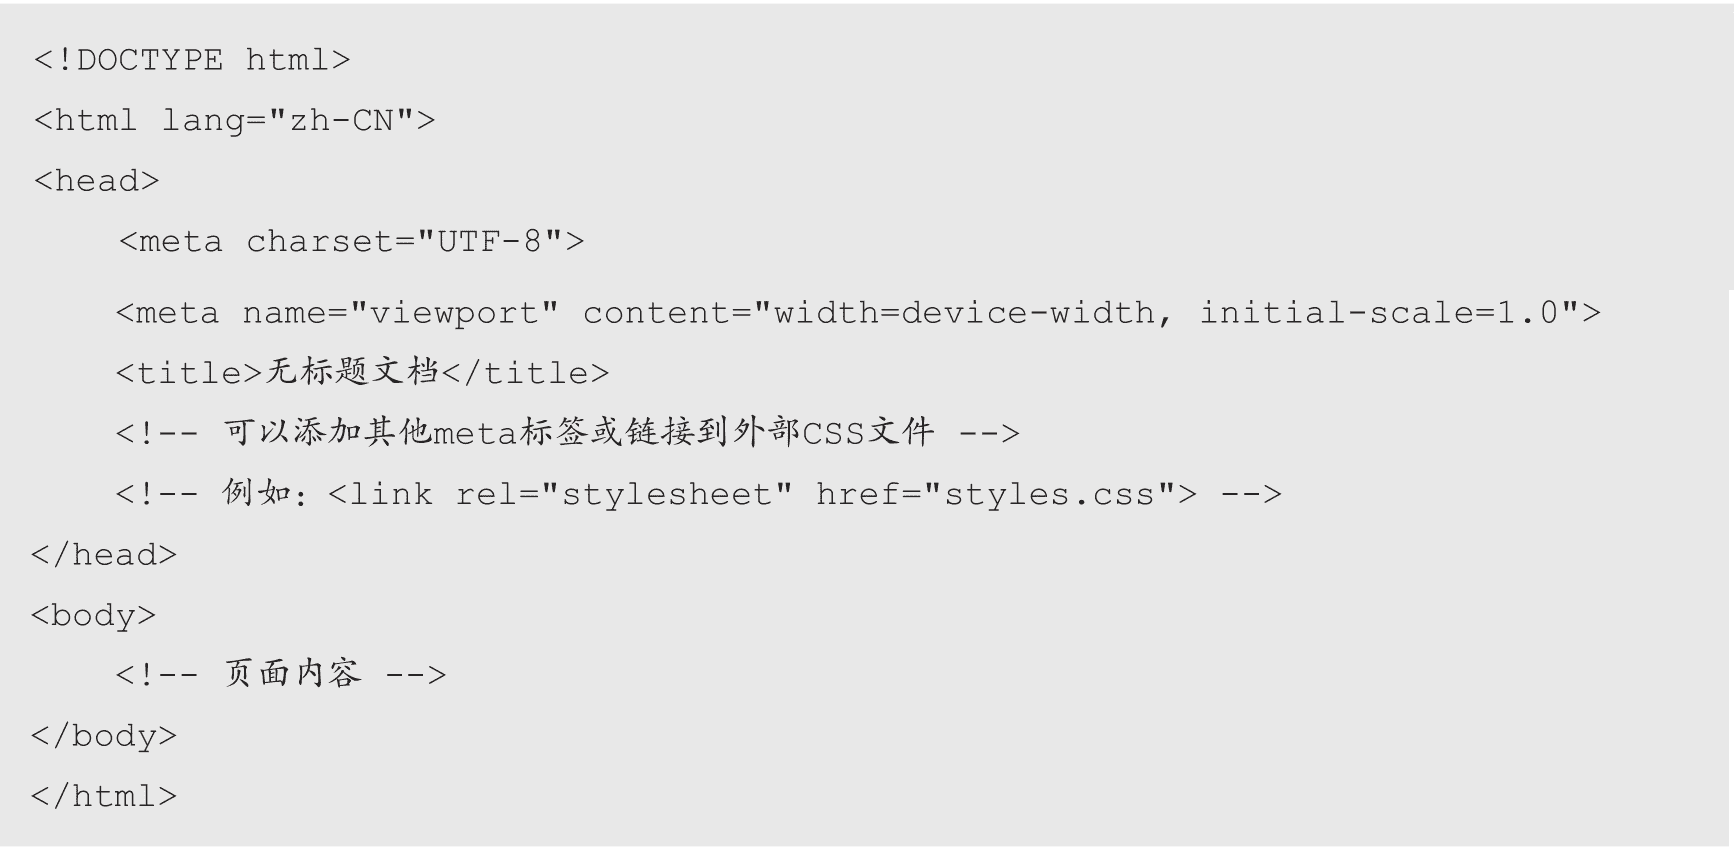 <!DOCTYPE html>
<html lang="zh-CN">
<head>
    <meta charset="UTF-8">
    <meta name="viewport" content="width=device-width, initial-scale=1.0">
    <title>无标题文档</title>
    <!-- 可以添加其他meta标签或链接到外部CSS文件 -->
    <!-- 例如：<link rel="stylesheet" href="styles.css"> -->
</head>
<body>
    <!-- 页面内容 -->
</body>
</html>